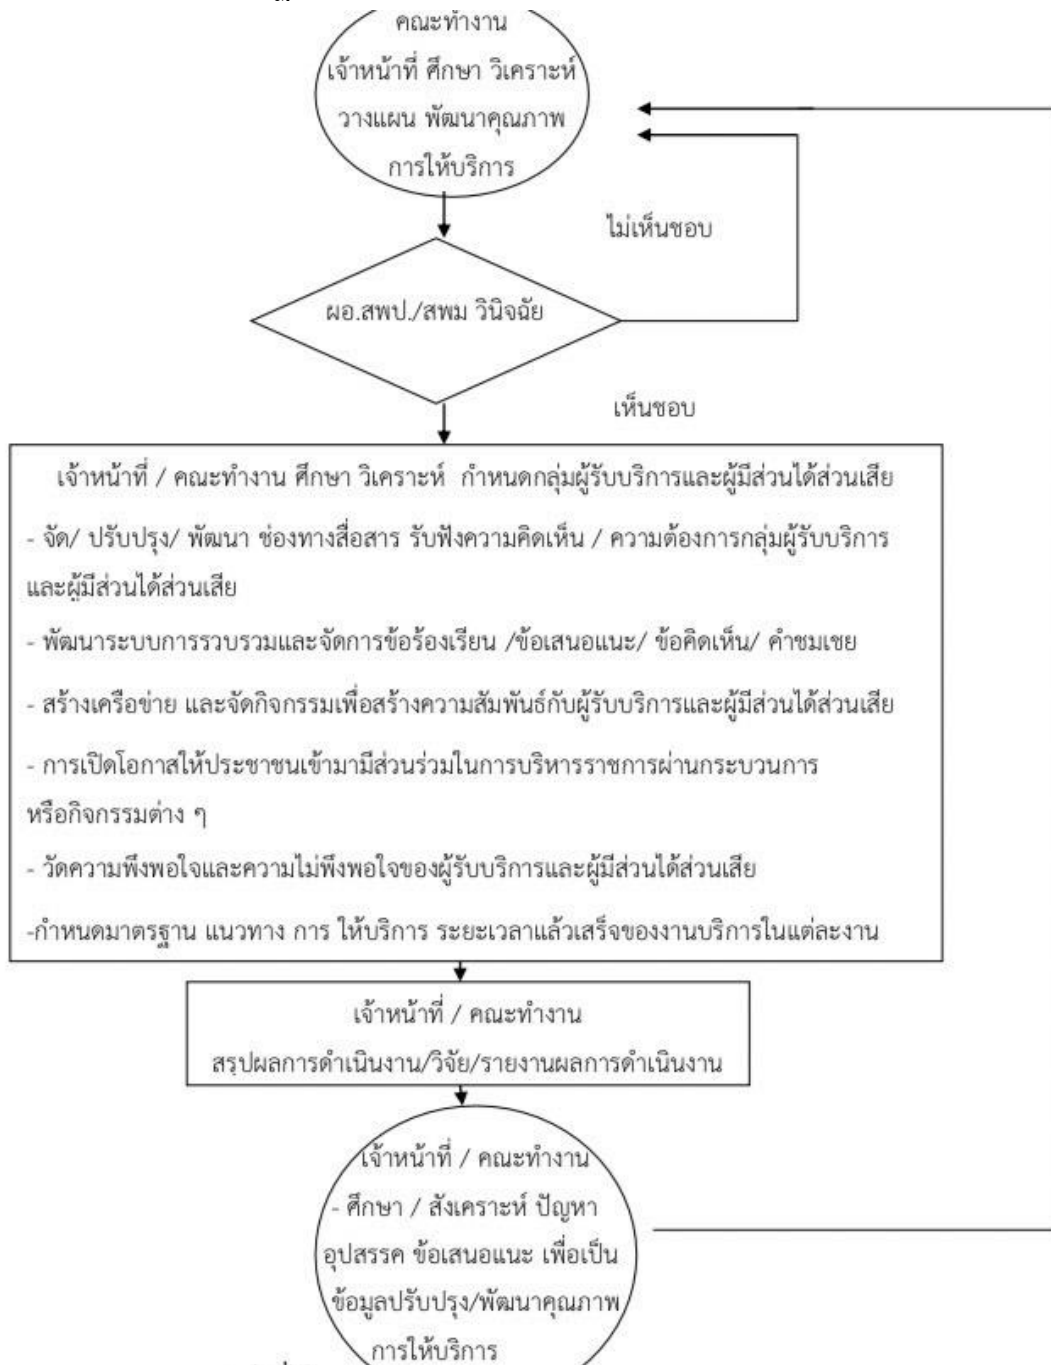 คณะทำงาน
เจ้าหน้าที่ ศึกษา วิเคราะห์
วางแผน พัฒนาคุณภาพ
การให้บริการ
ไม่เห็นชอบ
ผอ.สพป./สพม วินิจฉัย
เห็นชอบ
เจ้าหน้าที่ / คณะทำงาน ศึกษา วิเคราะห์ กำหนดกลุ่มผู้รับบริการและผู้มีส่วนได้ส่วนเสีย
- จัด/ ปรับปรุง/ พัฒนา ช่องทางสื่อสาร รับฟังความคิดเห็น / ความต้องการกลุ่มผู้รับบริการ
และผู้มีส่วนได้ส่วนเสีย
- พัฒนาระบบการรวบรวมและจัดการข้อร้องเรียน /ข้อเสนอแนะ/ ข้อคิดเห็น/ คำชมเชย
- สร้างเครือข่าย และจัดกิจกรรมเพื่อสร้างความสัมพันธ์กับผู้รับบริการและผู้มีส่วนได้ส่วนเสีย
- การเปิดโอกาสให้ประชาชนเข้ามามีส่วนร่วมในการบริหารราชการผ่านกระบวนการ
หรือกิจกรรมต่าง ๆ
- วัดความพึงพอใจและความไม่พึงพอใจของผู้รับบริการและผู้มีส่วนได้ส่วนเสีย
-กำหนดมาตรฐาน แนวทาง การ ให้บริการ ระยะเวลาแล้วเสร็จของงานบริการในแต่ละงาน
เจ้าหน้าที่ / คณะทำงาน
สรุปผลการดำเนินงาน/วิจัย/รายงานผลการดำเนินงาน
เจ้าหน้าที่ / คณะทำงาน
- ศึกษา / สังเคราะห์ ปัญหา
อุปสรรค ข้อเสนอแนะ เพื่อเป็น
ข้อมูลปรับปรุง/พัฒนาคุณภาพ
การให้บริการ